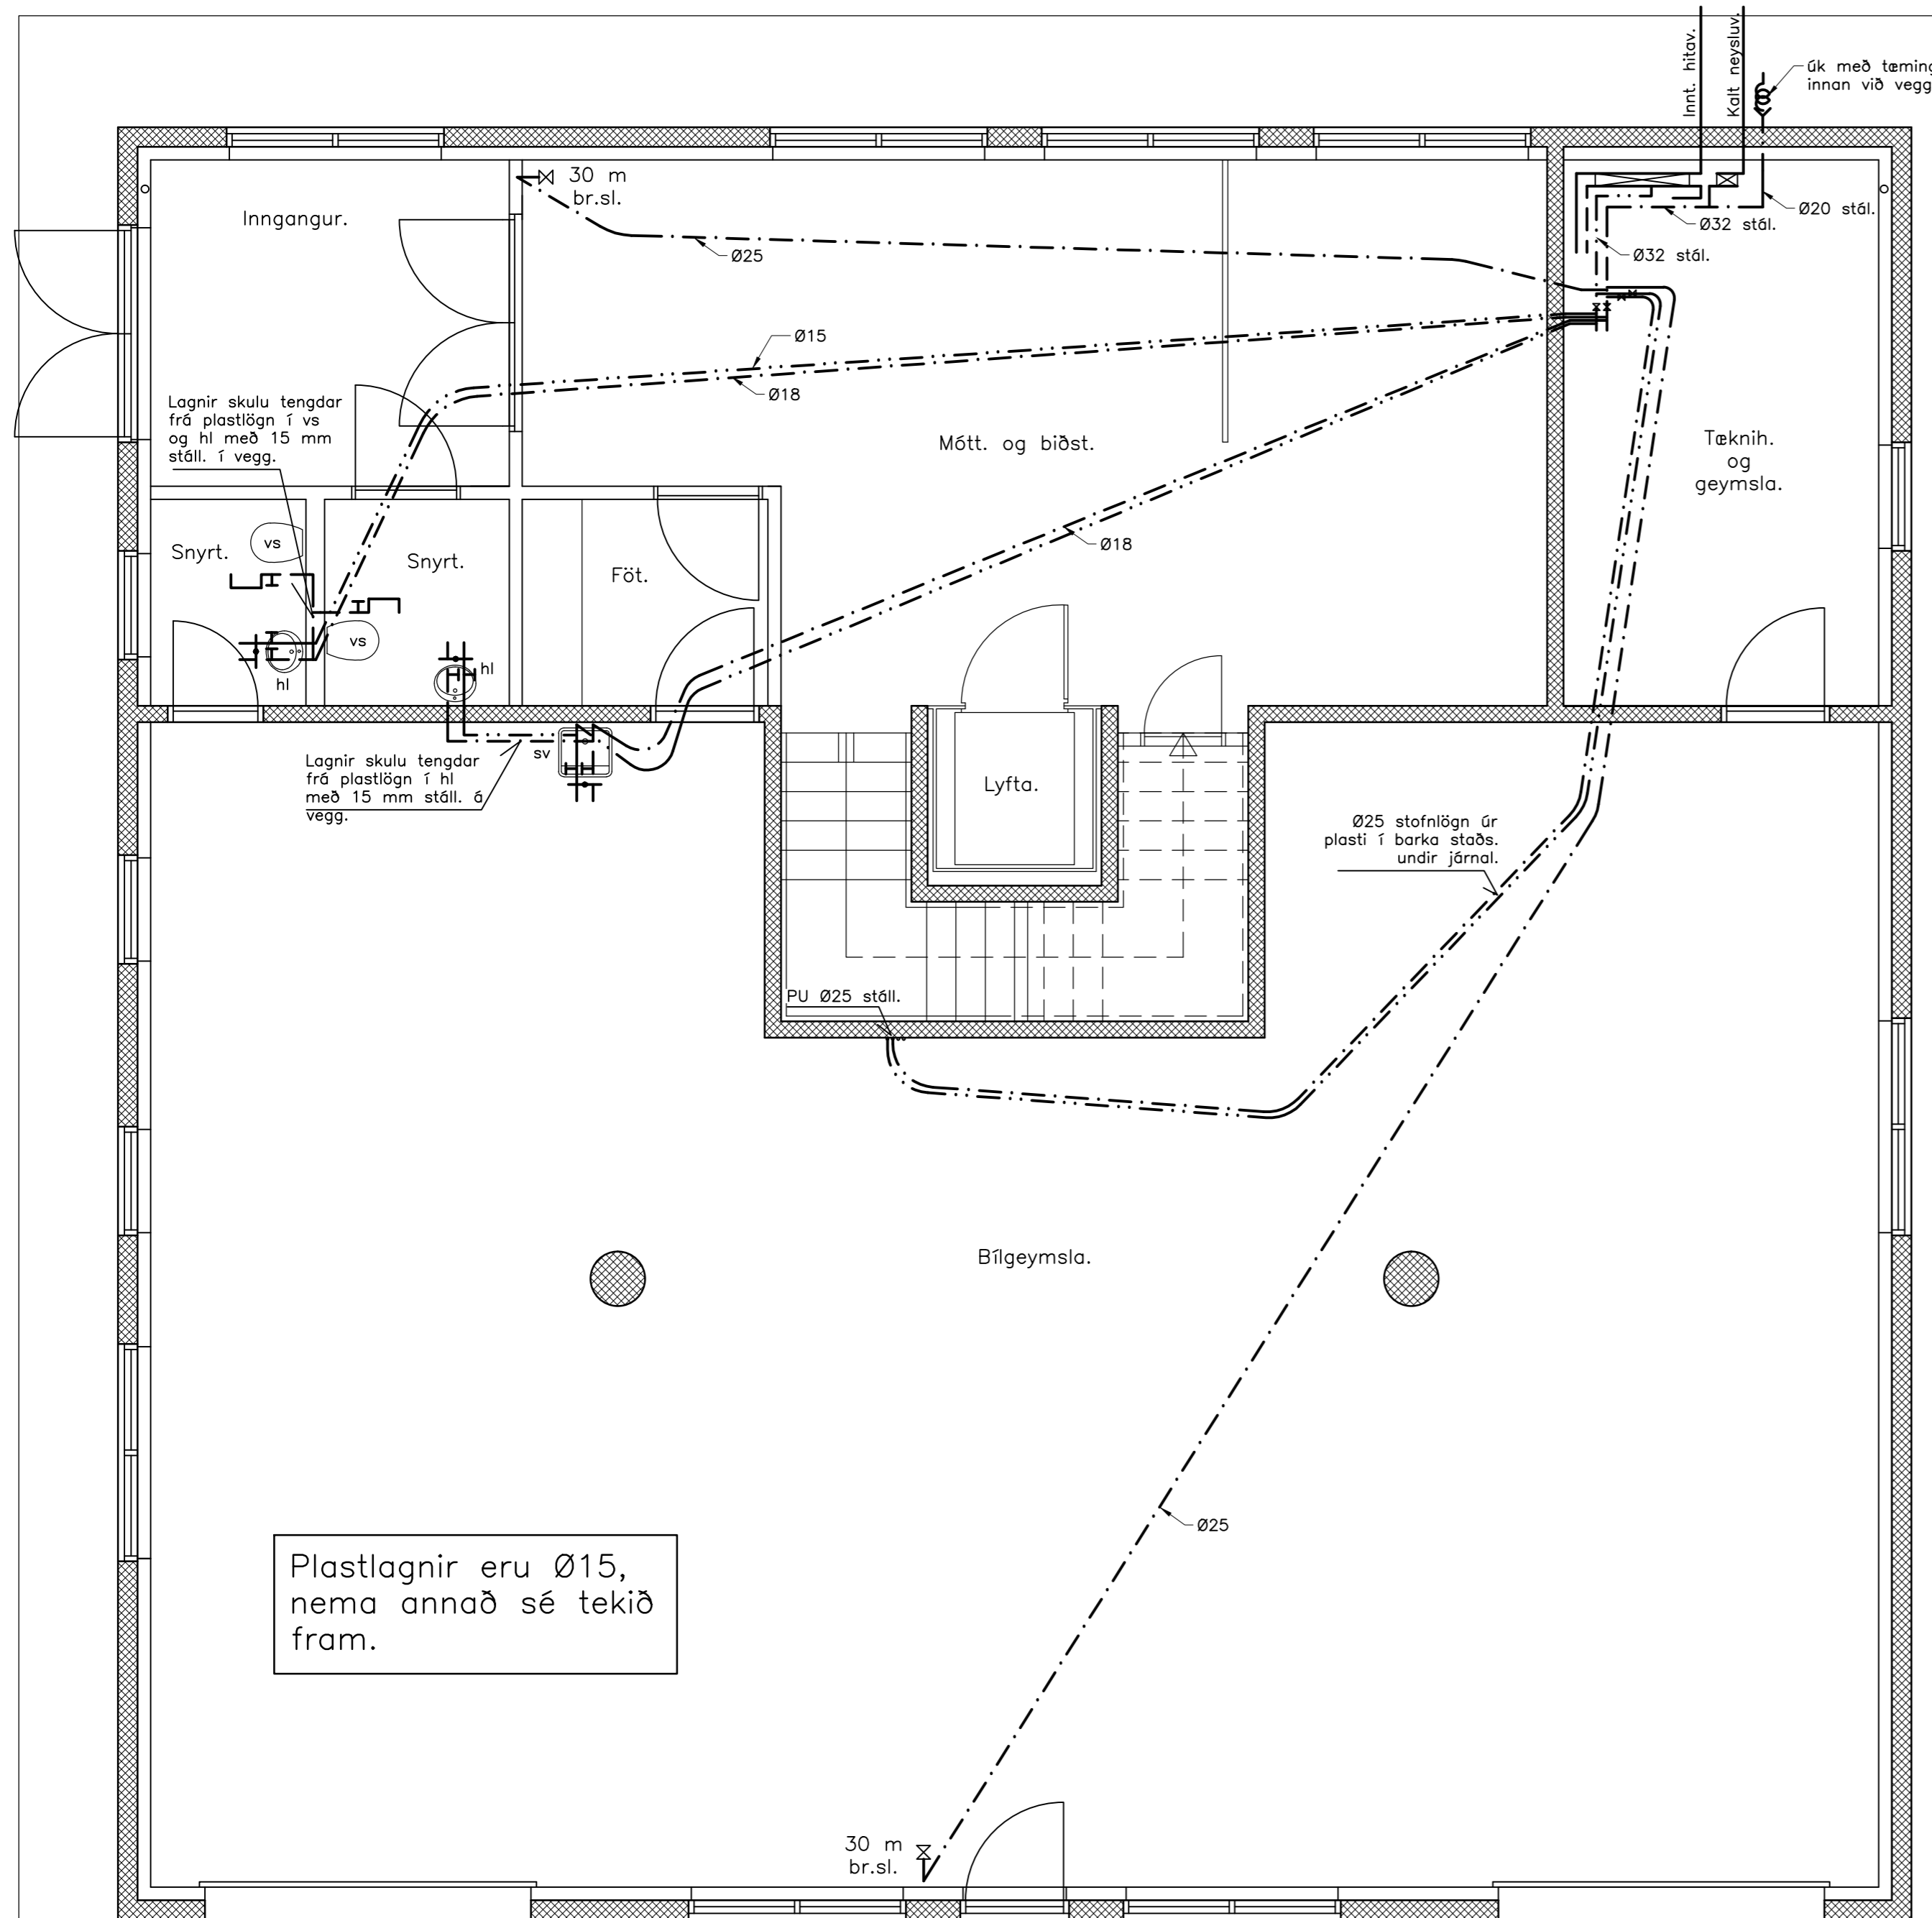 Innt. hitav.
Kalt neysluv.
úk með tæming
innan við vegg
30 m
br.sl.
Inngangur.
Ø20 stál.
Ø32 stál.
Ø32 stál.
Ø25
Ø15
Ø18
Lagnir skulu tengdar
frá plastlögn í vs
og hl með 15 mm
stáll. í vegg.
Mótt. og biðst.
Tæknih.
og
geymsla.
Snyrt.
vs
Snyrt.
Föt.
Ø18
vs
hl
hl
sv
Lagnir skulu tengdar
frá plastlögn í hl
með 15 mm stáll. á
vegg.
Lyfta.
Ø25 stofnlögn úr
plasti í barka staðs.
undir járnal.
PU Ø25 stáll.
Bílgeymsla.
Ø25
Plastlagnir eru Ø15,
nema annað sé tekið
fram.
30 m
br.sl.